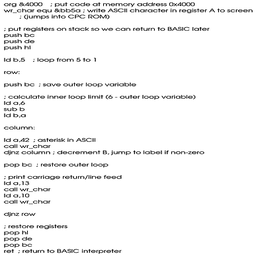 org &4000   ; put code at memory address 0x4000
wr_char equ &bb5a ; write ASCII character in register A to screen
; (jumps into CPC ROM)
; put registers on stack so we can return to BASIC later
push bc
push de
push hl
ld b,5   ; loop from 5 to 1
row:
push bc  ; save outer loop variable
; calculate inner loop limit (6 - outer loop variable)
ld a,6
sub b
ld b,a
column:
ld a,42  ; asterisk in ASCII
call wr_char
djnz column ; decrement B, jump to label if non-zero
pop bc  ; restore outer loop
; print carriage return/line feed
ld a,13
call wr_char
ld a,10
call wr_char
djnz row
; restore registers
pop hl
pop de
pop bc
ret  ; return to BASIC interpreter